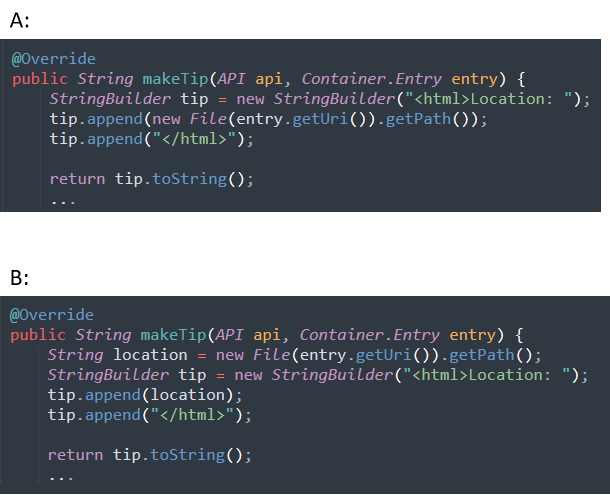 A:
@Override
public String makeTip(API api, Container.Entry entry) {
    StringBuilder tip = new StringBuilder("<html>Location: ");
    tip.append(new File(entry.getUri()).getPath());
    tip.append("</html>");
    return tip.toString();
    ...
B:
@Override
public String makeTip(API api, Container.Entry entry) {
    String location = new File(entry.getUri()).getPath();
    StringBuilder tip = new StringBuilder("<html>Location: ");
    tip.append(location);
    tip.append("</html>");
    return tip.toString();
    ...